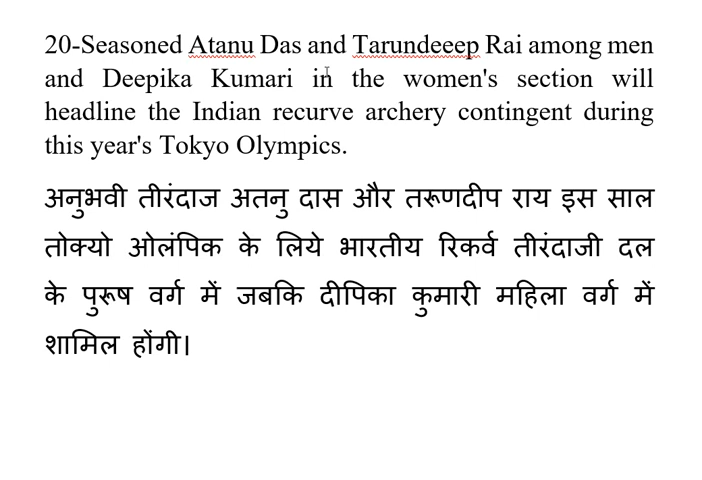 20-Seasoned Atanu Das and Tarundeeep Rai among men
and Deepika Kumari in the women's section will
headline the Indian recurve archery contingent during
this year's Tokyo Olympics.
अनुभवी तीरंदाज अतनु दास और तरूणदीप राय इस साल
तोक्यो ओलंपिक के लिये भारतीय रिकर्व तीरंदाजी दल
के पुरूष वर्ग में जबकि दीपिका कुमारी महिला वर्ग में
शामिल होंगी।